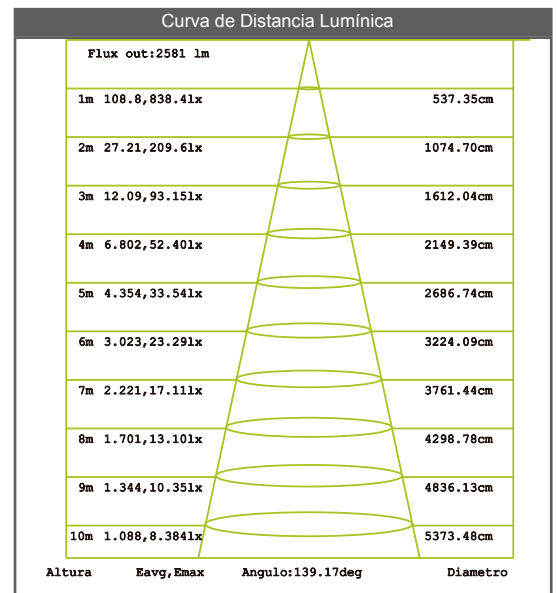 Curva de Distancia Lumínica
Flux out:2581 lm
1m 108.8,838.4lx 537.35cm
2m 27.21,209.6lx 1074.70cm
3m 12.09,93.15lx 1612.04cm
4m 6.802,52.40lx 2149.39cm
5m 4.354,33.54lx 2686.74cm
6m 3.023,23.29lx 3224.09cm
7m 2.221,17.11lx 3761.44cm
8m 1.701,13.10lx 4298.78cm
9m 1.344,10.35lx 4836.13cm
10m 1.088,8.384lx 5373.48cm
Altura Eavg,Emax Angulo:139.17deg Diametro